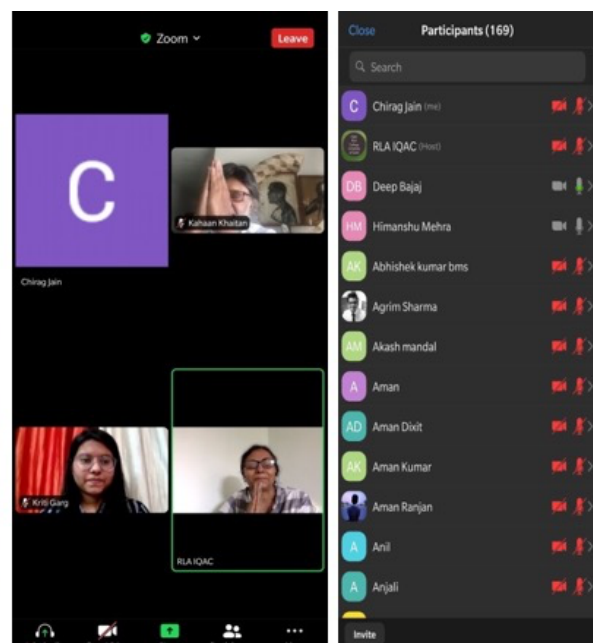 Zoom
Leave
C
Chirag Jain
Kahaan Khaitan
Kriti Garg
RLA IQAC
Close
Participants (169)
Search
C
Chirag Jain (me)
RLA IQAC (Host)
DB
Deep Bajaj
HM
Himanshu Mehra
AK
Abhishek kumar bms
Agrim Sharma
AM
Akash mandal
A
Aman
AD
Aman Dixit
AK
Aman Kumar
Aman Ranjan
A
Anil
A
Anjali
Invite